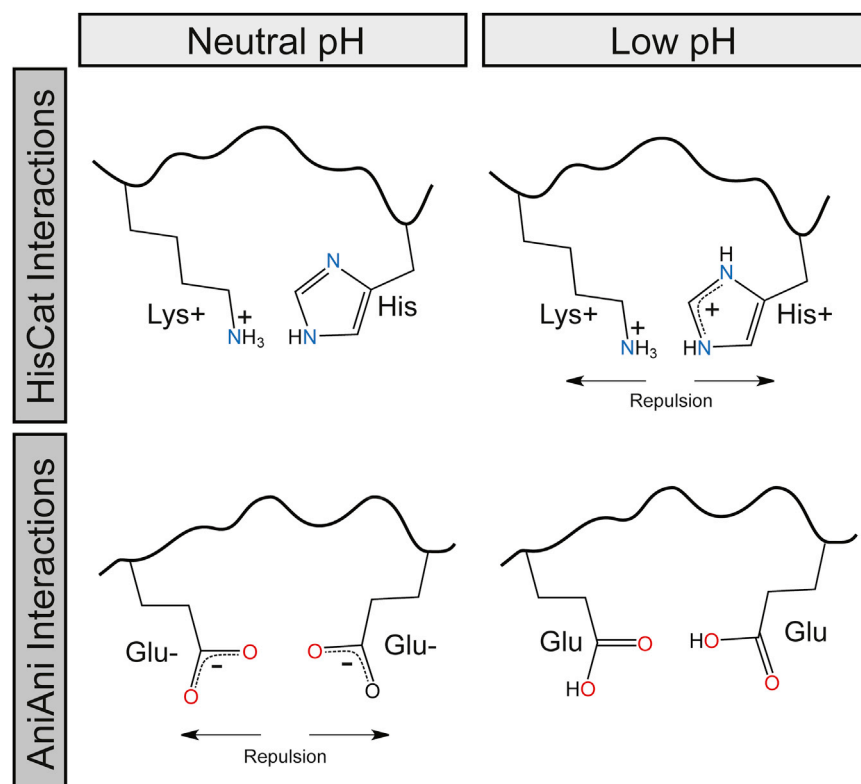 Neutral pH
Low pH
HisCat Interactions
Lys+
+
NH3
N
HN
His
Lys+
+
NH3
H
N
+
HN
His+
Repulsion
AniAni Interactions
Glu-
O
-
O
O
-
O
Glu-
Repulsion
Glu
O
HO
HO
O
Glu